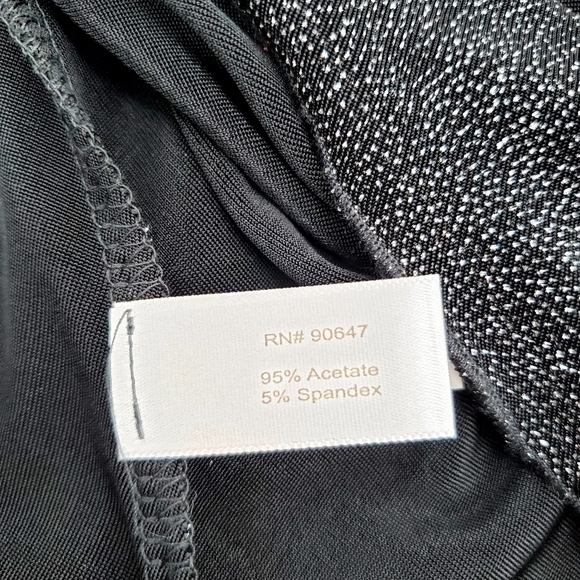 RN# 90647
95% Acetate
5% Spandex